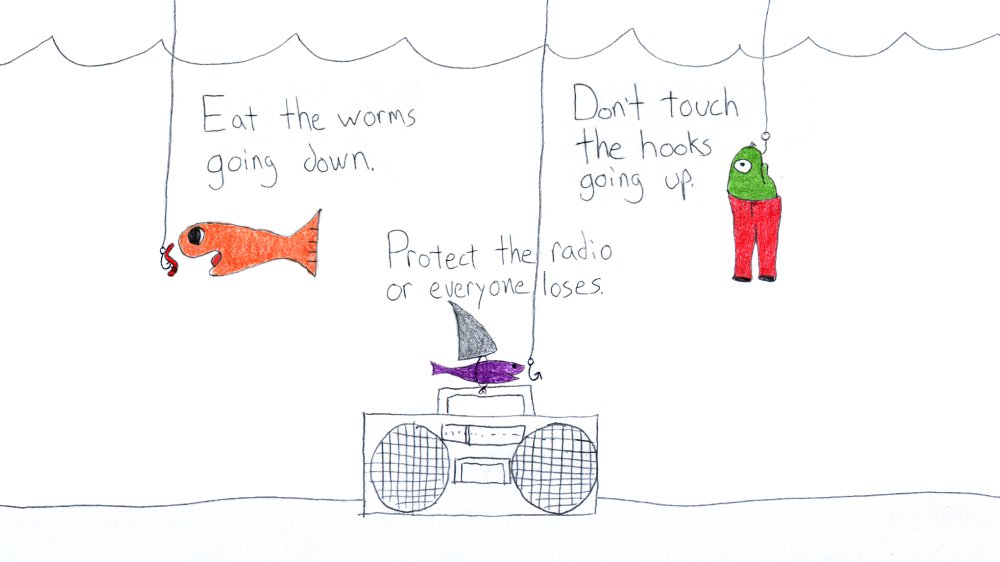 Eat the worms
going down.
Don't touch
the hooks
going up.
Protect the radio
or everyone loses.